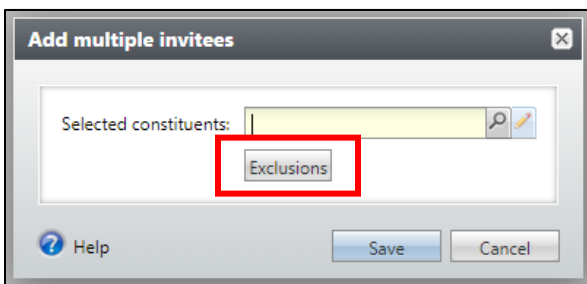 Add multiple invitees
Selected constituents:
Exclusions
Help Save Cancel